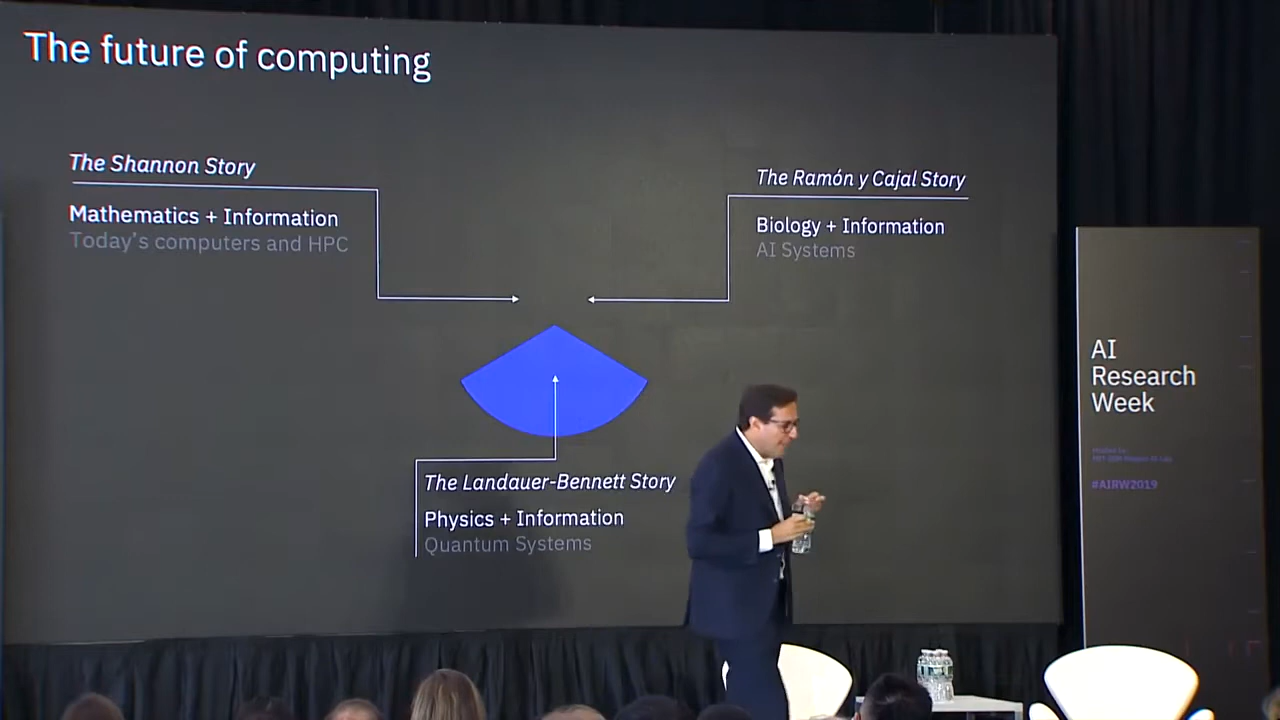 The future of computing
The Shannon Story
Mathematics + Information
Today's computers and HPC
The Ramón y Cajal Story
Biology + Information
AI Systems
The Landauer-Bennett Story
Physics + Information
Quantum Systems
AI
Research
Week
#AIRW2019